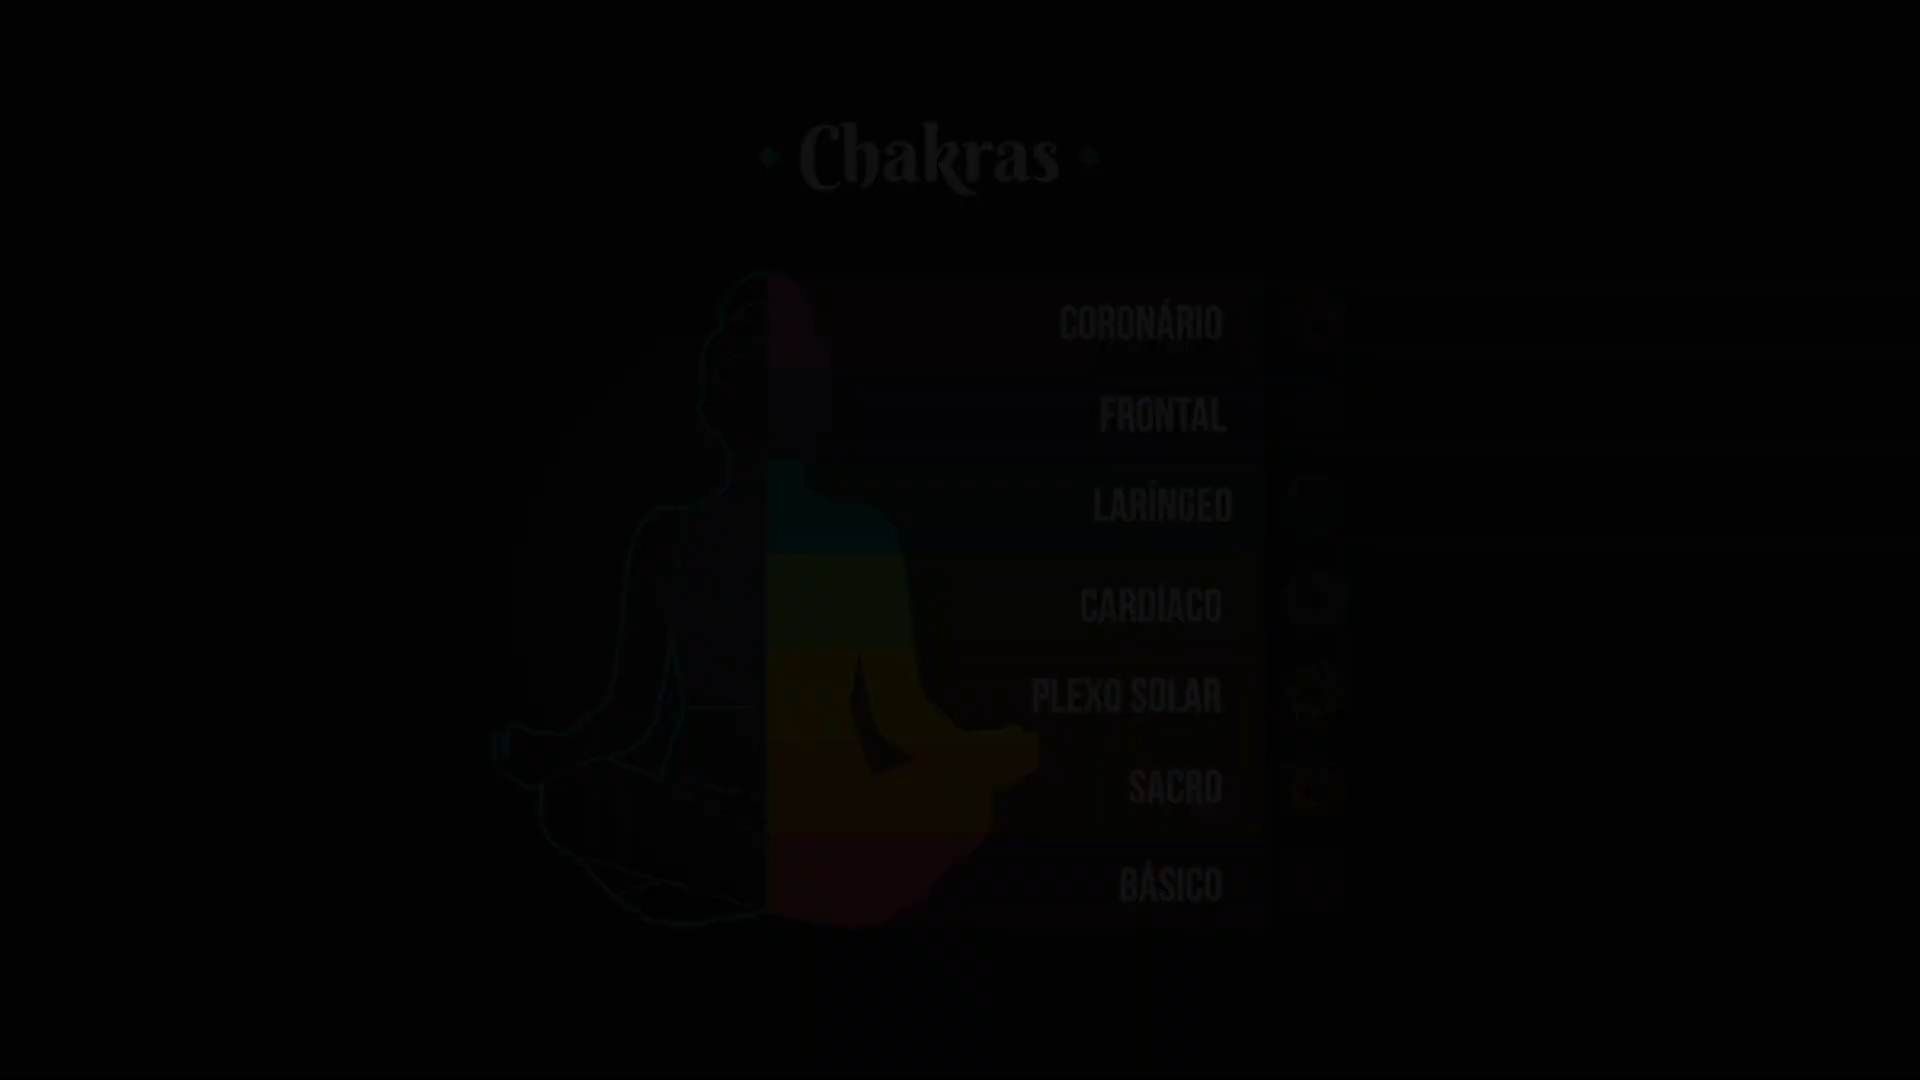 Chakras
CORONÁRIO
FRONTAL
LARÍNGEO
CARDÍACO
PLEXO SOLAR
SACRO
BÁSICO